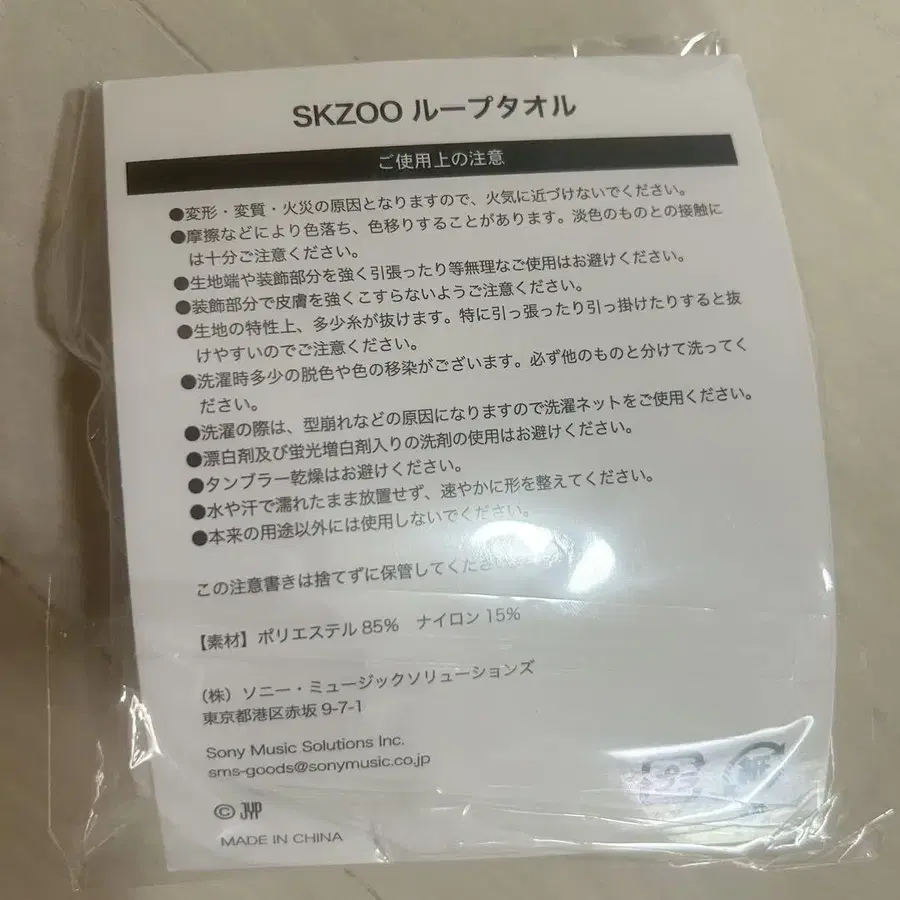 SKZOO ループタオル
ご使用上の注意
●変形・変質・火災の原因となりますので、火気に近づけないでください。
●摩擦などにより色落ち、色移りすることがあります。淡色のものとの接触に
は十分ご注意ください。
●生地端や装飾部分を強く引張ったり等無理なご使用はお避けください。
●装飾部分で皮膚を強くこすらないようご注意ください。
●生地の特性上、多少糸が抜けます。特に引っ張ったり引っ掛けたりすると抜
けやすいのでご注意ください。
●洗濯時多少の脱色や色の移染がございます。必ず他のものと分けて洗ってく
ださい。
●洗濯の際は、型崩れなどの原因になりますので洗濯ネットをご使用ください。
●漂白剤及び蛍光増白剤入りの洗剤の使用はお避けください。
●タンブラー乾燥はお避けください。
●水や汗で濡れたまま放置せず、速やかに形を整えてください。
●本来の用途以外には使用しないでください。
この注意書きは捨てずに保管してください
【素材】ポリエステル 85%　ナイロン 15%
（株）ソニー・ミュージックソリューションズ
東京都港区赤坂 9-7-1
Sony Music Solutions Inc.
sms-goods@sonymusic.co.jp
© JYP
MADE IN CHINA